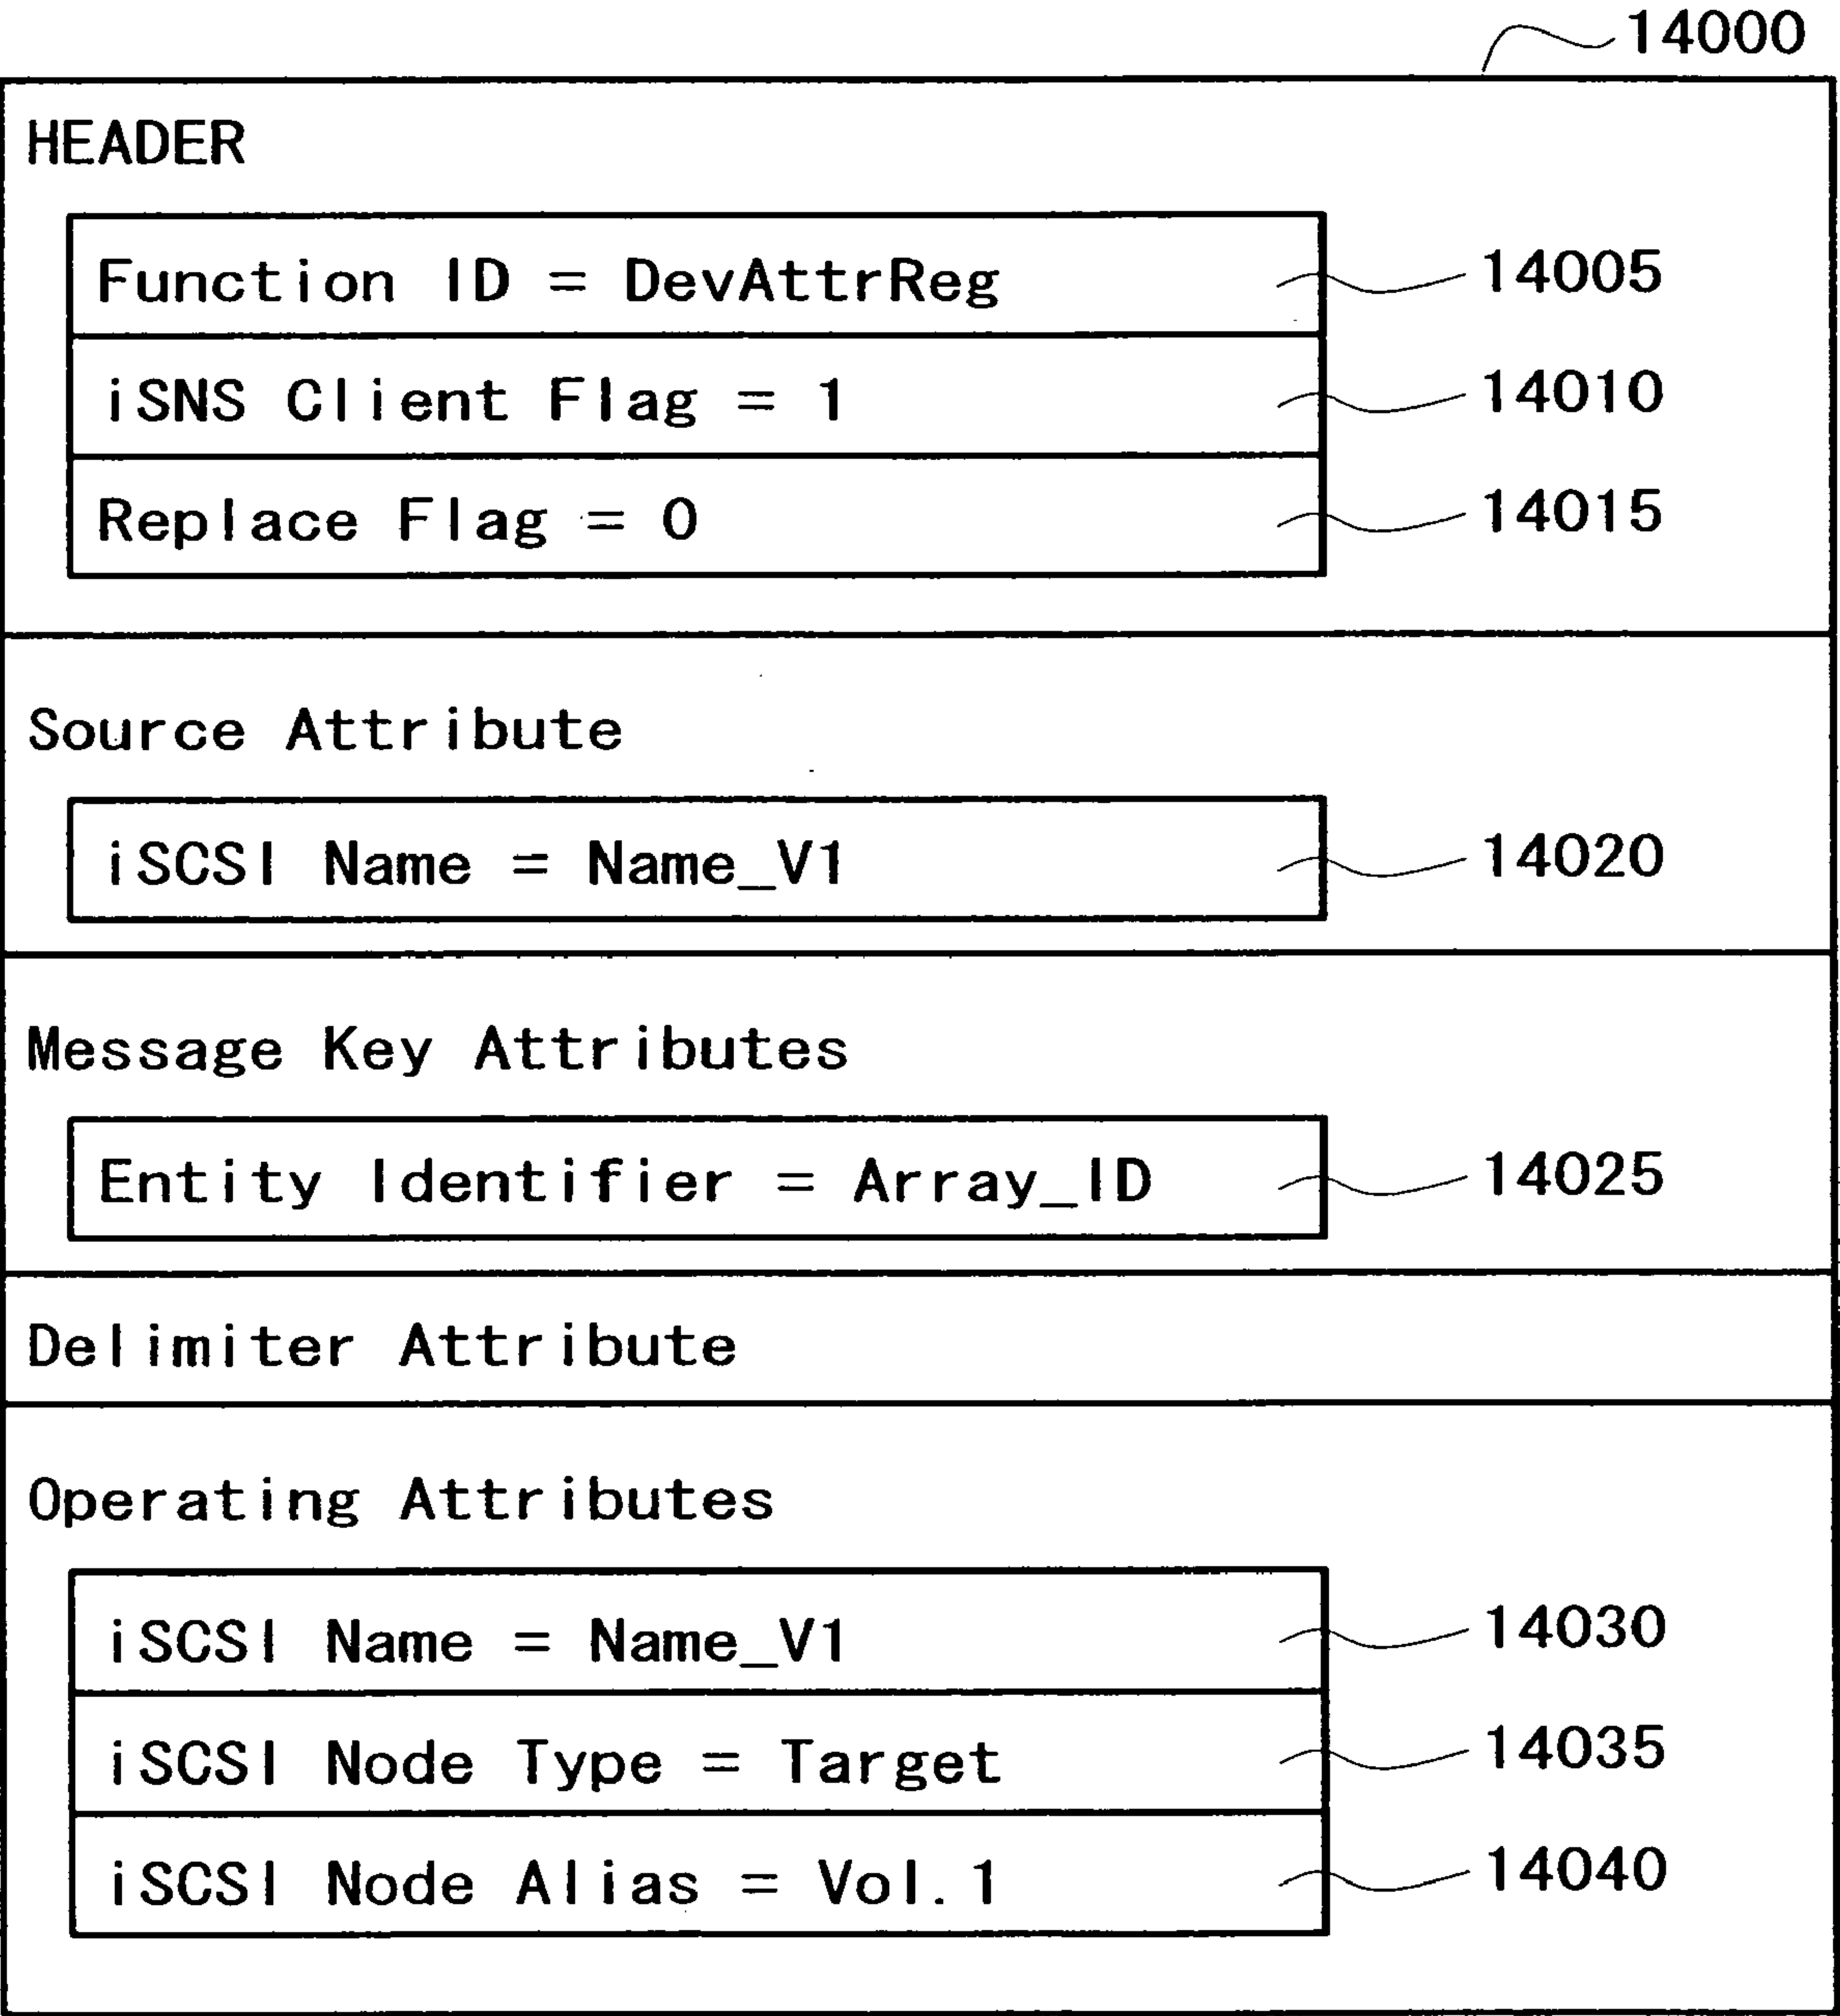 14000
HEADER
Function ID = DevAttrReg 14005
iSNS Client Flag = 1 14010
Replace Flag = 0 14015
Source Attribute
iSCSI Name = Name_V1 14020
Message Key Attributes
Entity Identifier = Array_ID 14025
Delimiter Attribute
Operating Attributes
iSCSI Name = Name_V1 14030
iSCSI Node Type = Target 14035
iSCSI Node Alias = Vol.1 14040